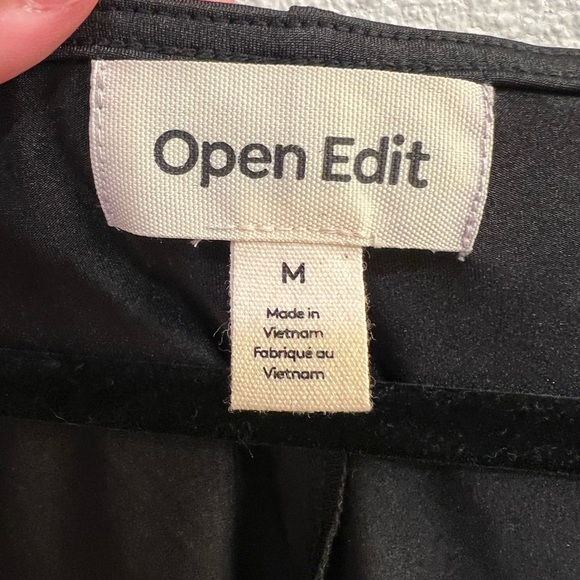 Open Edit
M
Made in
Vietnam
Fabriqué au
Vietnam